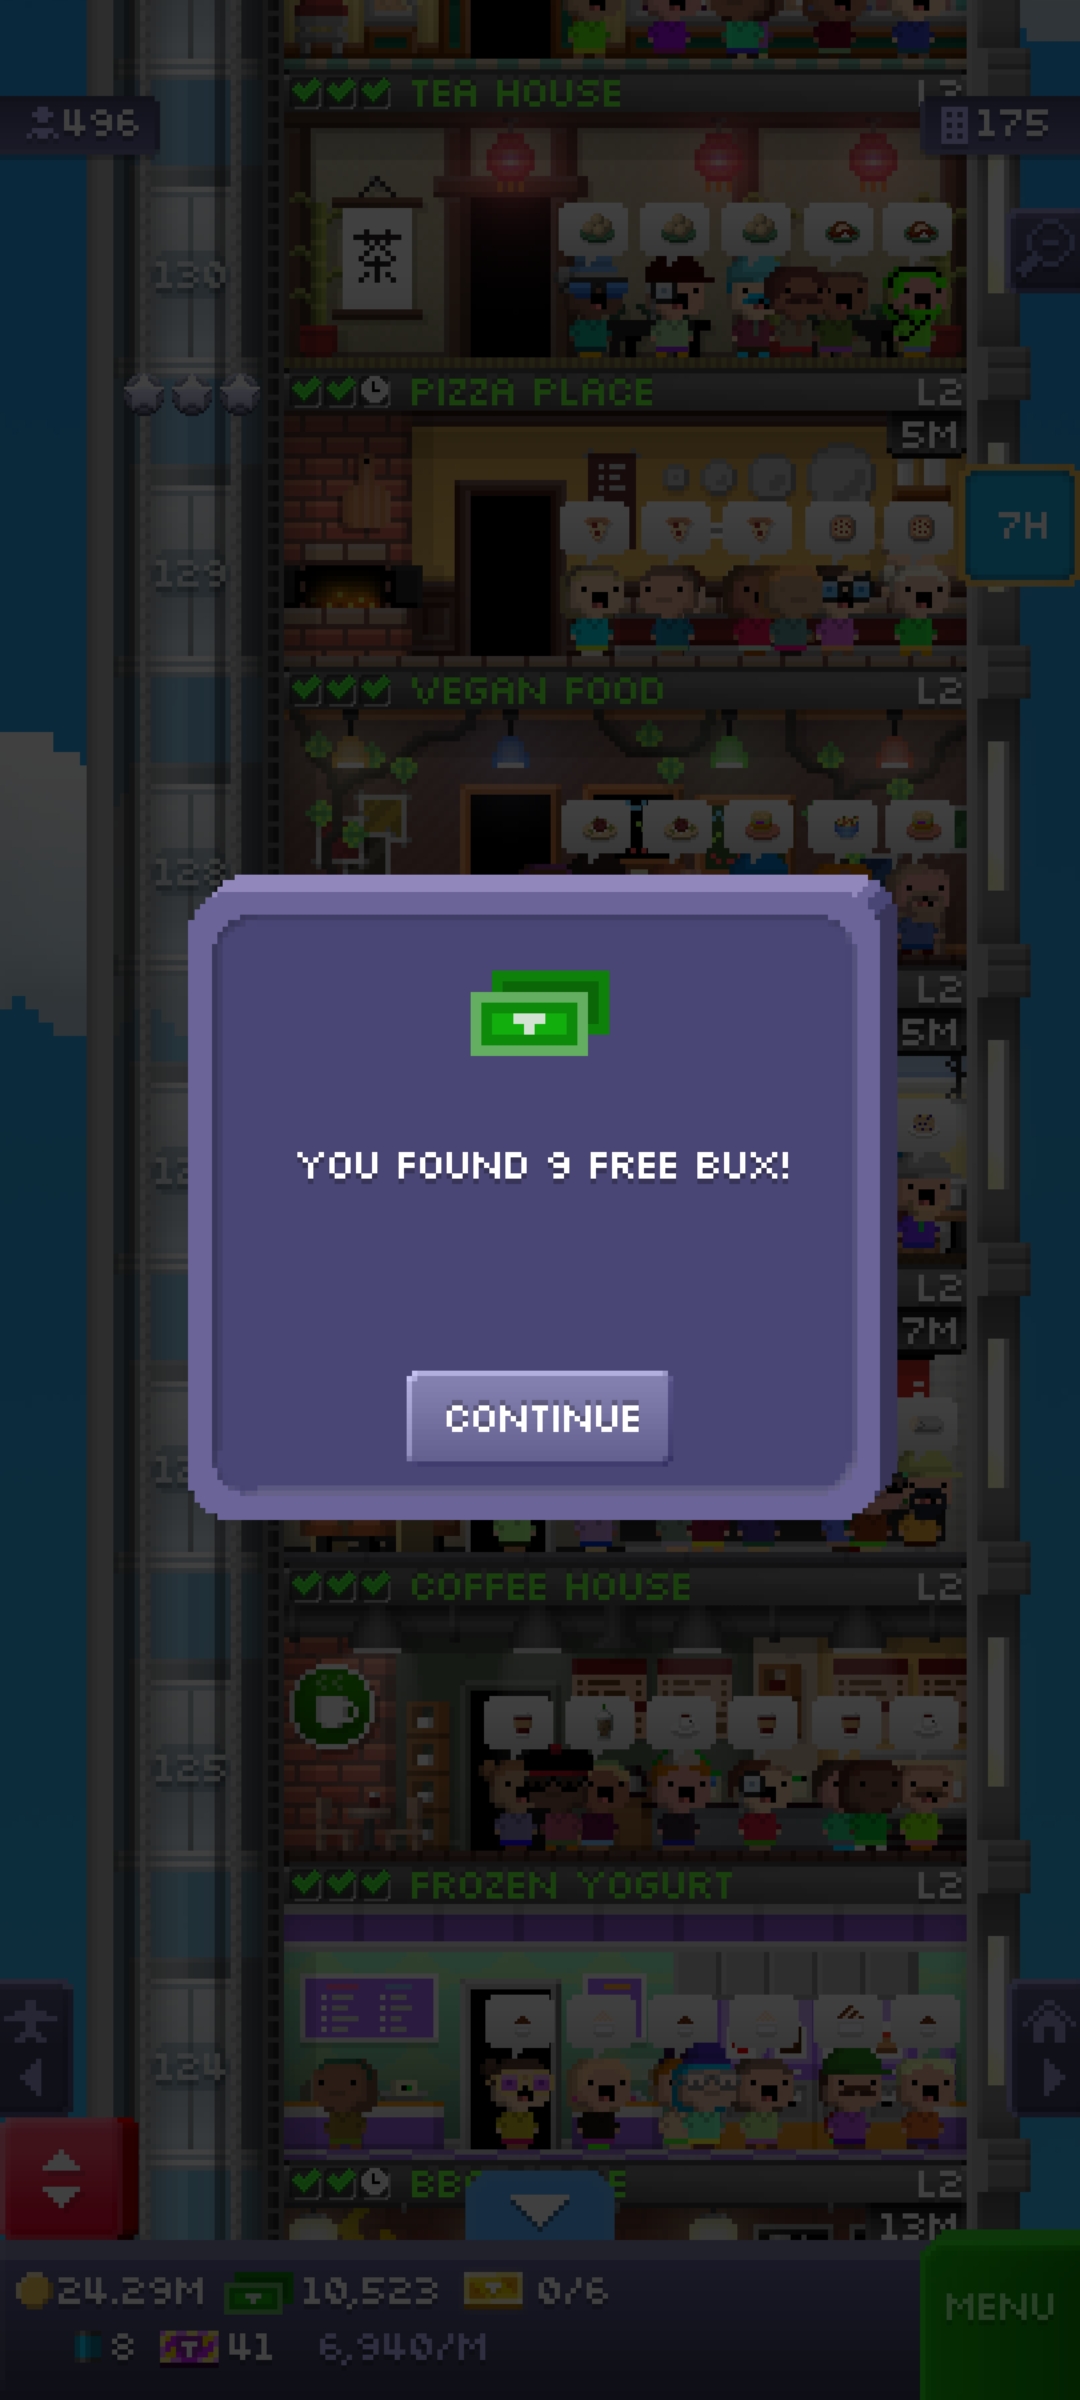 TEA HOUSE
496
175
茶
130
PIZZA PLACE L2
5M
7H
129
VEGAN FOOD L2
128
L2
5M
YOU FOUND 9 FREE BUX!
L2
7M
CONTINUE
COFFEE HOUSE L2
125
FROZEN YOGURT L2
124
L2
13M
24.29M 10,523 0/6
MENU
8 41 6,940/M